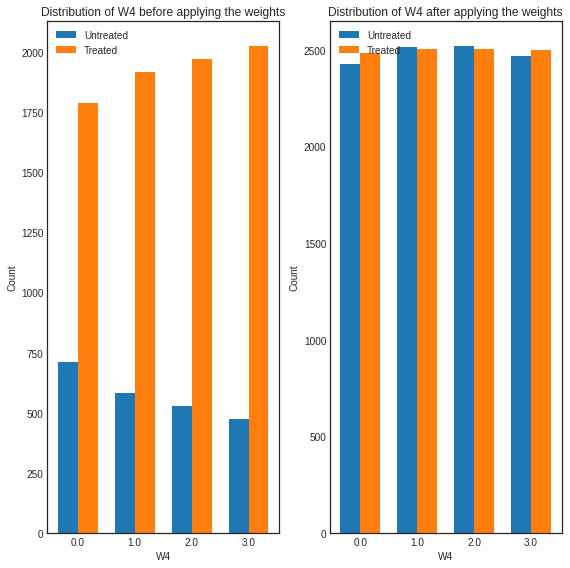 Distribution of W4 before applying the weights
Untreated
Treated
2000
1750
1500
1250
1000
750
500
250
0
Count
0.0 1.0 2.0 3.0
W4
Distribution of W4 after applying the weights
Untreated
Treated
2500
2000
1500
1000
500
0
Count
0.0 1.0 2.0 3.0
W4